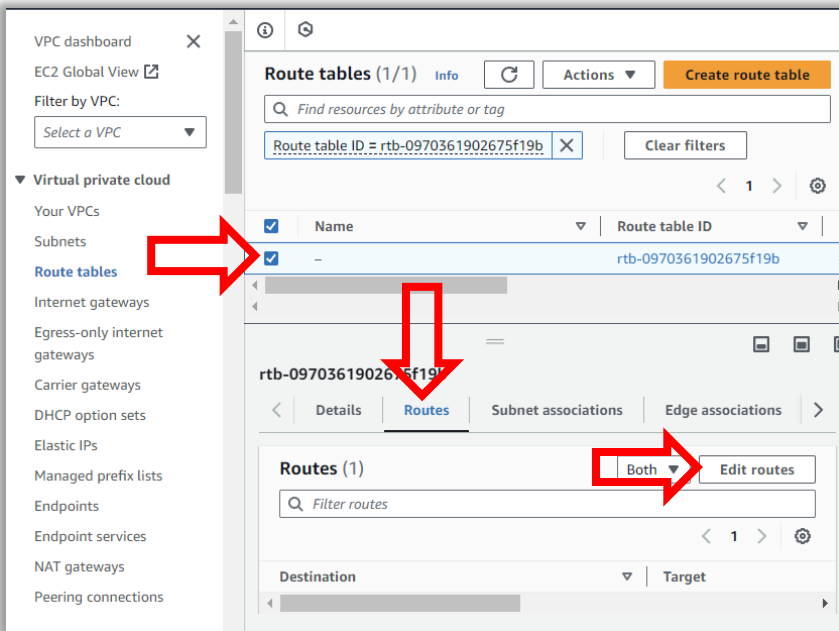 VPC dashboard
EC2 Global View
Filter by VPC:
Select a VPC
Virtual private cloud
Your VPCs
Subnets
Route tables
Internet gateways
Egress-only internet
gateways
Carrier gateways
DHCP option sets
Elastic IPs
Managed prefix lists
Endpoints
Endpoint services
NAT gateways
Peering connections
Route tables (1/1) Info Actions Create route table
Find resources by attribute or tag
Route table ID = rtb-0970361902675f19b Clear filters
1
Name Route table ID
– rtb-0970361902675f19b
rtb-0970361902675f19b
Details Routes Subnet associations Edge associations
Routes (1) Both Edit routes
Filter routes
1
Destination Target